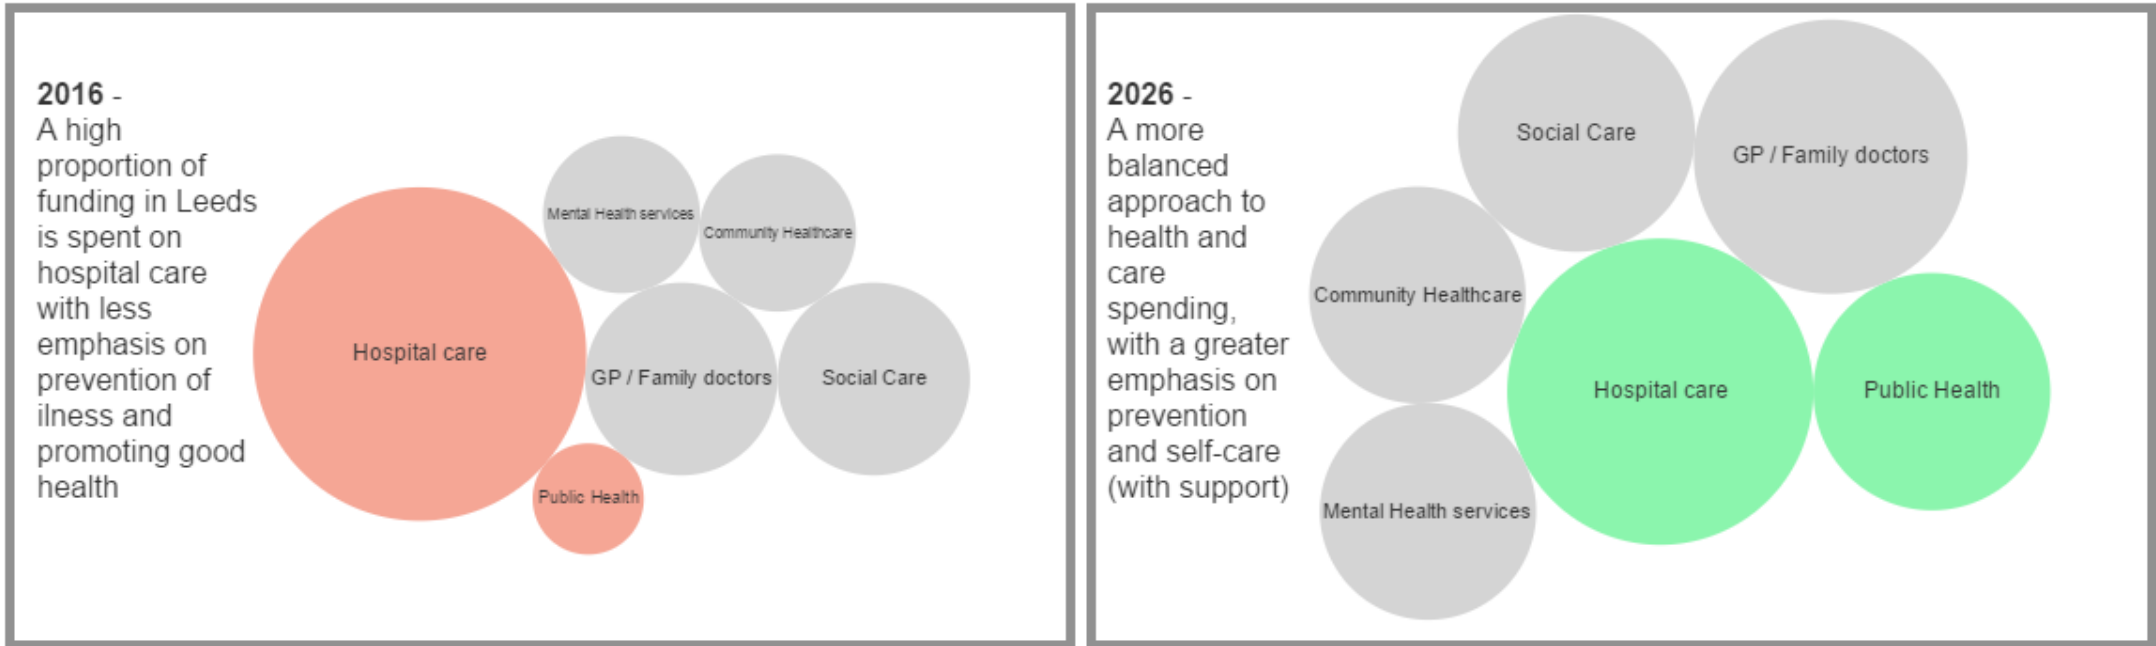 2016 -
A high
proportion of
funding in Leeds
is spent on
hospital care
with less
emphasis on
prevention of
ilness and
promoting good
health
Mental Health services
Community Healthcare
Hospital care
GP / Family doctors
Social Care
Public Health
2026 -
A more
balanced
approach to
health and
care
spending,
with a greater
emphasis on
prevention
and self-care
(with support)
Social Care
GP / Family doctors
Community Healthcare
Hospital care
Public Health
Mental Health services